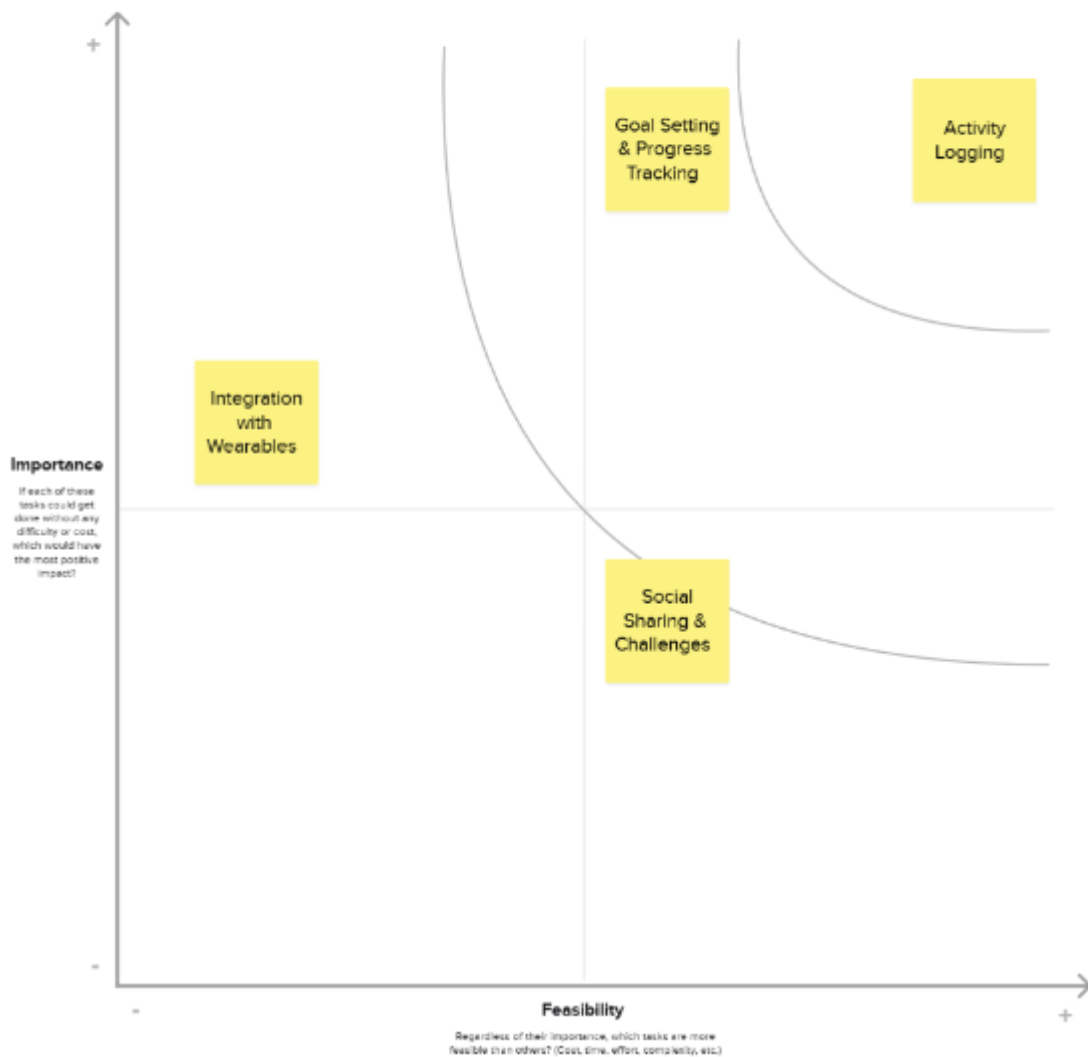 +
Goal Setting
& Progress
Tracking
Activity
Logging
Integration
with
Wearables
Importance
If each of these
tasks could get
done without any
difficulty or cost,
which would have
the most positive
impact?
Social
Sharing &
Challenges
-
-
Feasibility
+
Regardless of their importance, which tasks are more
feasible than others? (Cost, time, effort, complexity, etc.)